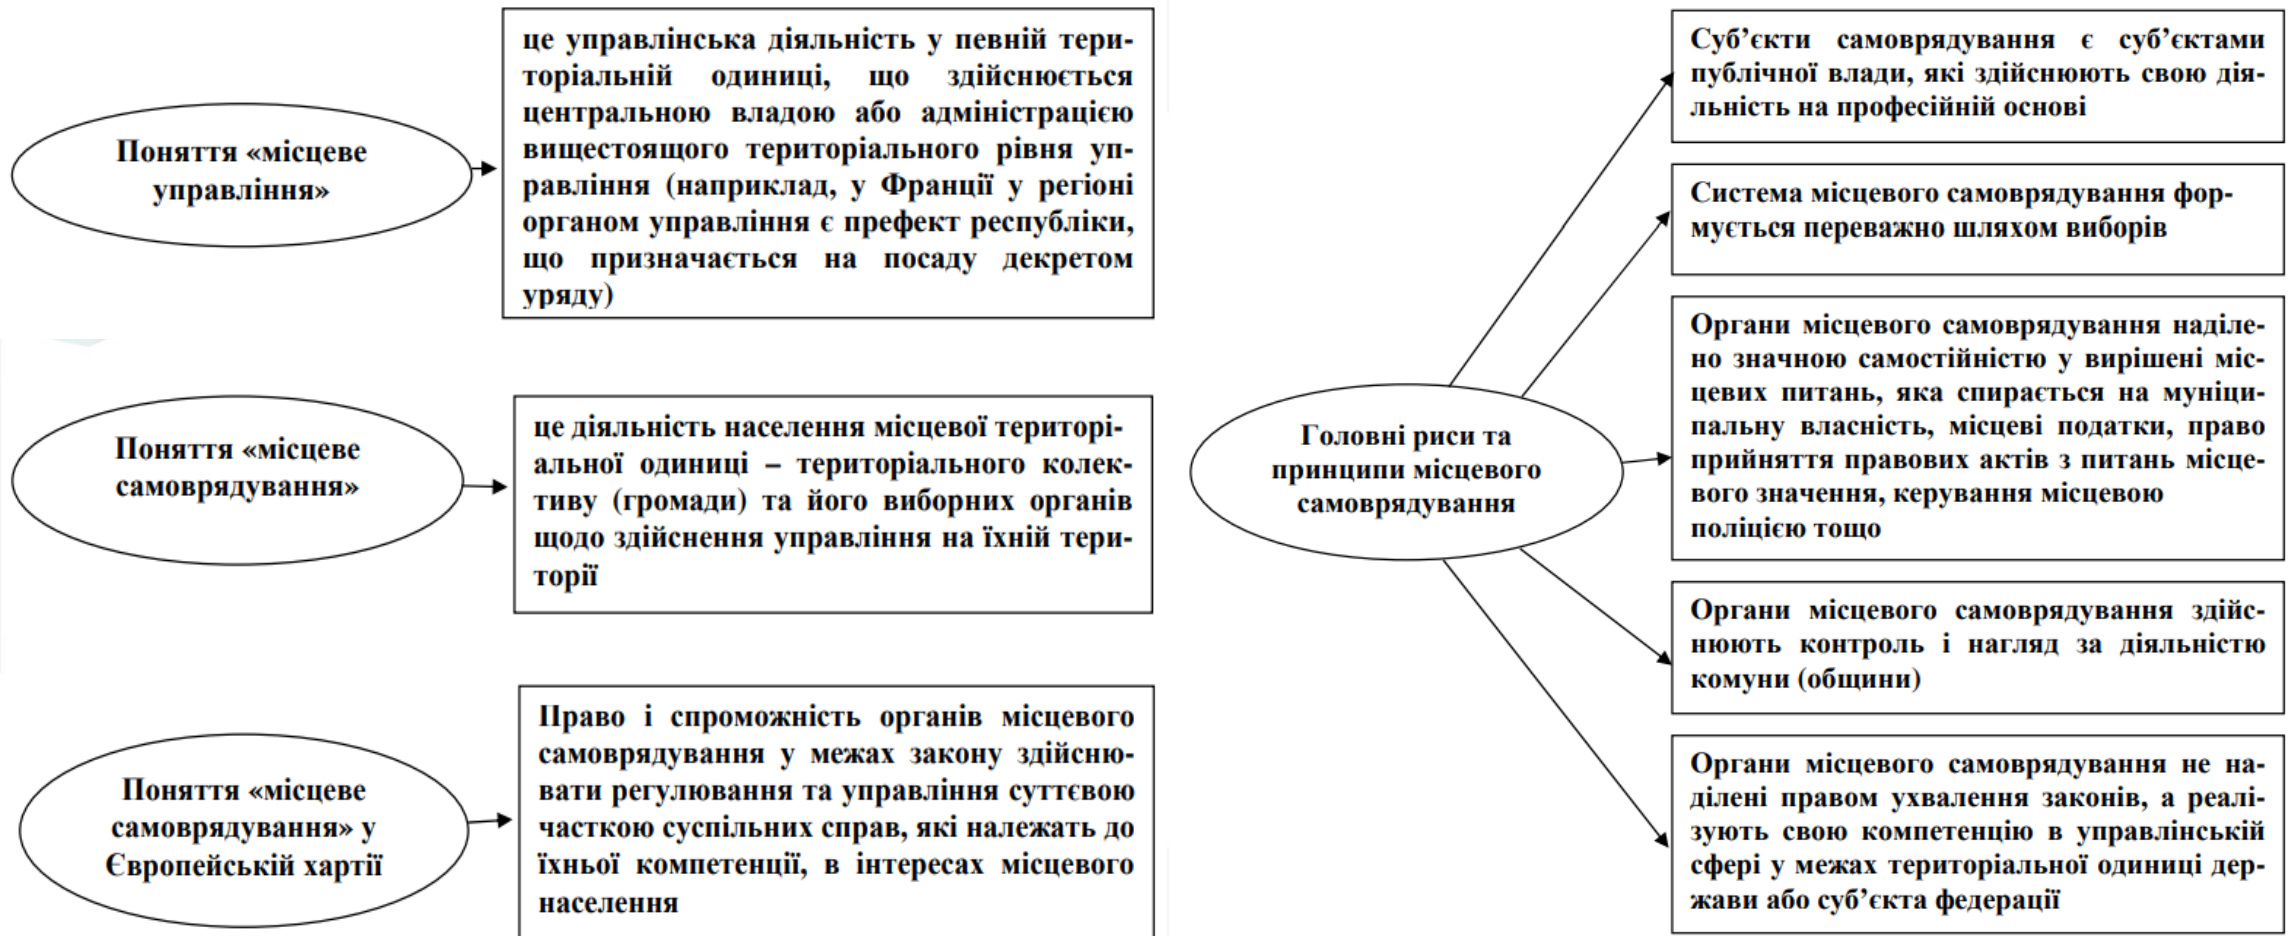 Поняття «місцеве
управління»
це управлінська діяльність у певній тери-
торіальній одиниці, що здійснюється
центральною владою або адміністрацією
вищестоящого територіального рівня уп-
равління (наприклад, у Франції у регіоні
органом управління є префект республіки,
що призначається на посаду декретом
уряду)
Поняття «місцеве
самоврядування»
це діяльність населення місцевої територі-
альної одиниці – територіального колек-
тиву (громади) та його виборних органів
щодо здійснення управління на їхній тери-
торії
Поняття «місцеве
самоврядування» у
Європейській хартії
Право і спроможність органів місцевого
самоврядування у межах закону здійсню-
вати регулювання та управління суттєвою
часткою суспільних справ, які належать до
їхньої компетенції, в інтересах місцевого
населення
Головні риси та
принципи місцевого
самоврядування
Суб’єкти самоврядування є суб’єктами
публічної влади, які здійснюють свою дія-
льність на професійній основі
Система місцевого самоврядування фор-
мується переважно шляхом виборів
Органи місцевого самоврядування наділе-
но значною самостійністю у вирішені міс-
цевих питань, яка спирається на муніци-
пальну власність, місцеві податки, право
прийняття правових актів з питань місце-
вого значення, керування місцевою
поліцією тощо
Органи місцевого самоврядування здійс-
нюють контроль і нагляд за діяльністю
комуни (общини)
Органи місцевого самоврядування не на-
ділені правом ухвалення законів, а реалі-
зують свою компетенцію в управлінській
сфері у межах територіальної одиниці дер-
жави або суб’єкта федерації